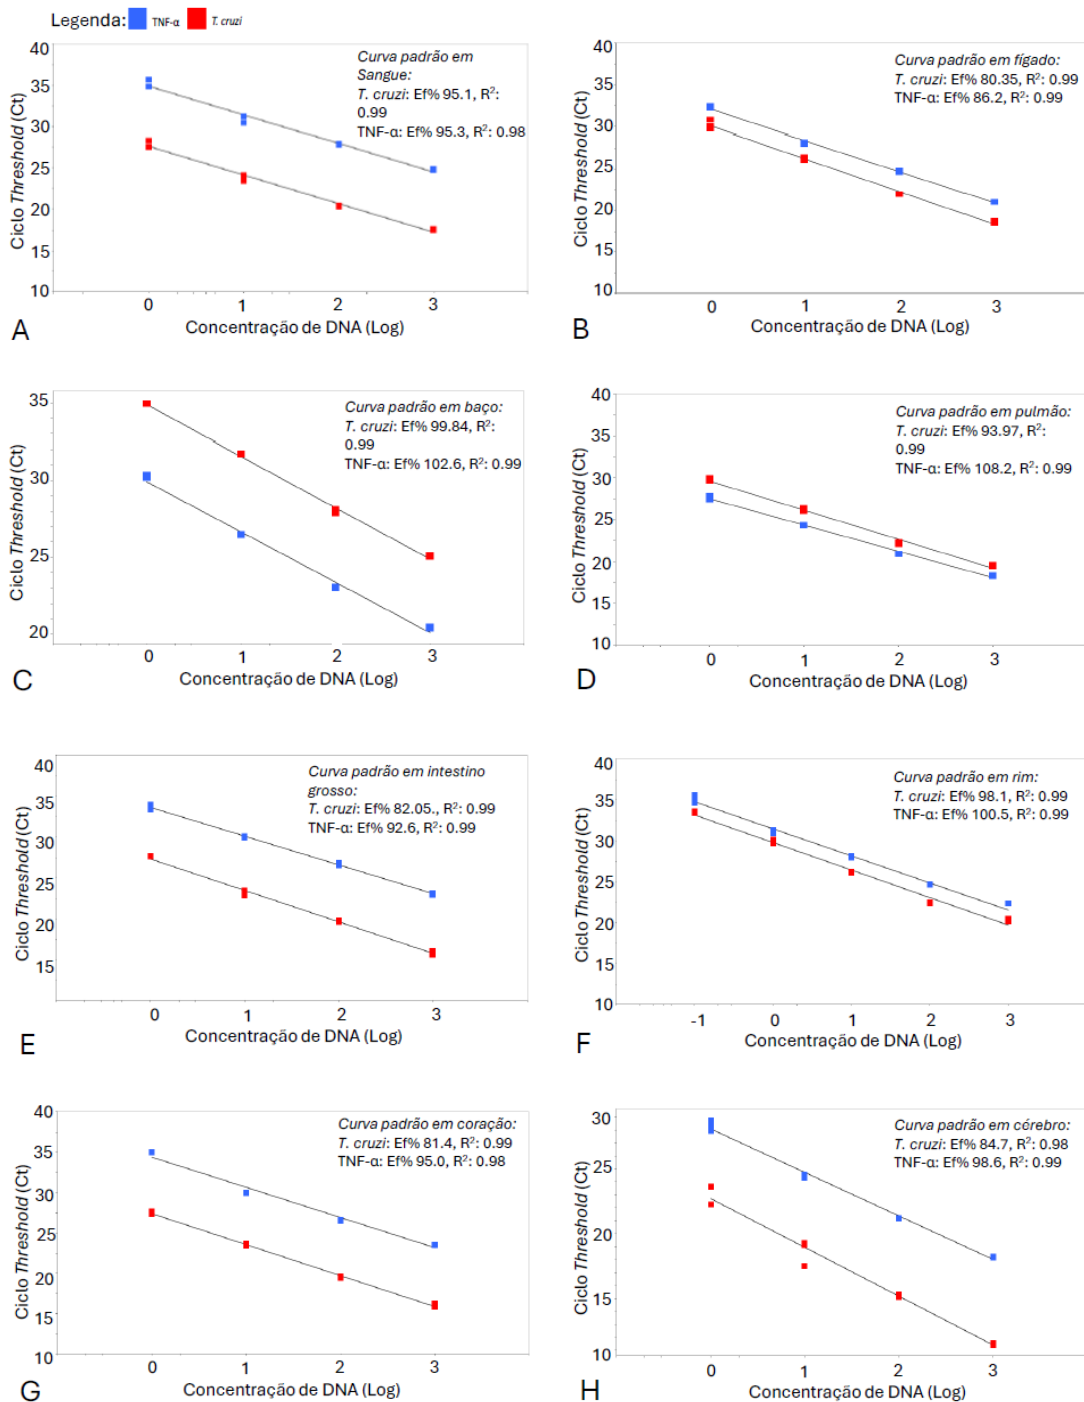 Legenda: TNF-α T. cruzi
40
35
30
25
20
15
10
Ciclo Threshold (Ct)
Curva padrão em
Sangue:
T. cruzi: Ef% 95.1, R²:
0.99
TNF-α: Ef% 95.3, R²: 0.98
0 1 2 3
Concentração de DNA (Log)
A
40
35
30
25
20
15
10
Ciclo Threshold (Ct)
Curva padrão em fígado:
T. cruzi: Ef% 80.35, R²: 0.99
TNF-α: Ef% 86.2, R²: 0.99
0 1 2 3
Concentração de DNA (Log)
B
35
30
25
20
Ciclo Threshold (Ct)
Curva padrão em baço:
T. cruzi: Ef% 99.84, R²:
0.99
TNF-α: Ef% 102.6, R²: 0.99
0 1 2 3
Concentração de DNA (Log)
C
40
35
30
25
20
15
10
Ciclo Threshold (Ct)
Curva padrão em pulmão:
T. cruzi: Ef% 93.97, R²:
0.99
TNF-α: Ef% 108.2, R²: 0.99
0 1 2 3
Concentração de DNA (Log)
D
40
35
30
25
20
15
Ciclo Threshold (Ct)
Curva padrão em intestino
grosso:
T. cruzi: Ef% 82.05., R²: 0.99
TNF-α: Ef% 92.6, R²: 0.99
0 1 2 3
Concentração de DNA (Log)
E
40
35
30
25
20
15
10
Ciclo Threshold (Ct)
Curva padrão em rim:
T. cruzi: Ef% 98.1, R²: 0.99
TNF-α: Ef% 100.5, R²: 0.99
-1 0 1 2 3
Concentração de DNA (Log)
F
40
35
30
25
20
15
10
Ciclo Threshold (Ct)
Curva padrão em coração:
T. cruzi: Ef% 81.4, R²: 0.99
TNF-α: Ef% 95.0, R²: 0.98
0 1 2 3
Concentração de DNA (Log)
G
30
25
20
15
10
Ciclo Threshold (Ct)
Curva padrão em córebro:
T. cruzi: Ef% 84.7, R²: 0.98
TNF-α: Ef% 98.6, R²: 0.99
0 1 2 3
Concentração de DNA (Log)
H